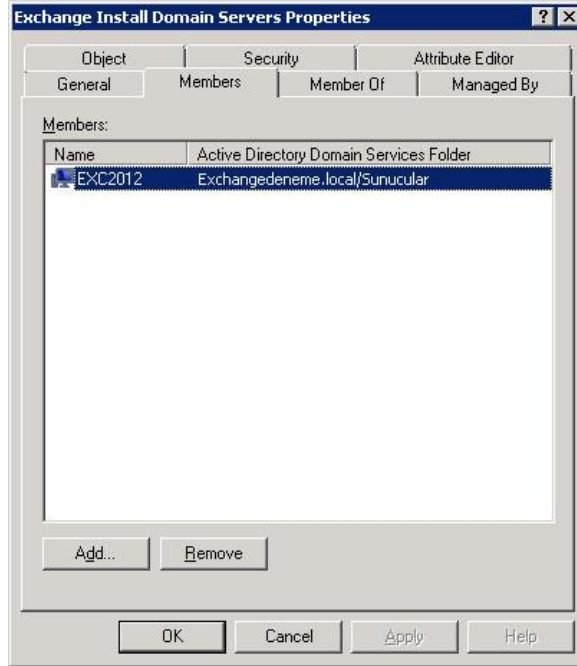 Exchange Install Domain Servers Properties
Object Security Attribute Editor
General Members Member Of Managed By
Members:
Name Active Directory Domain Services Folder
EXC2012 Exchangedeneme.local/Sunucular
Add... Remove
OK Cancel Apply Help